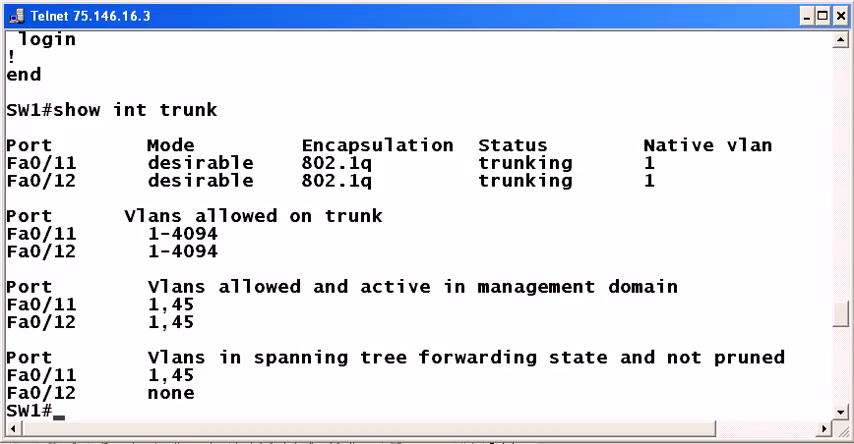 Telnet 75.146.16.3
login
!
end
SW1#show int trunk
Port Mode Encapsulation Status Native vlan
Fa0/11 desirable 802.1q trunking 1
Fa0/12 desirable 802.1q trunking 1
Port Vlans allowed on trunk
Fa0/11 1-4094
Fa0/12 1-4094
Port Vlans allowed and active in management domain
Fa0/11 1,45
Fa0/12 1,45
Port Vlans in spanning tree forwarding state and not pruned
Fa0/11 1,45
Fa0/12 none
SW1#_